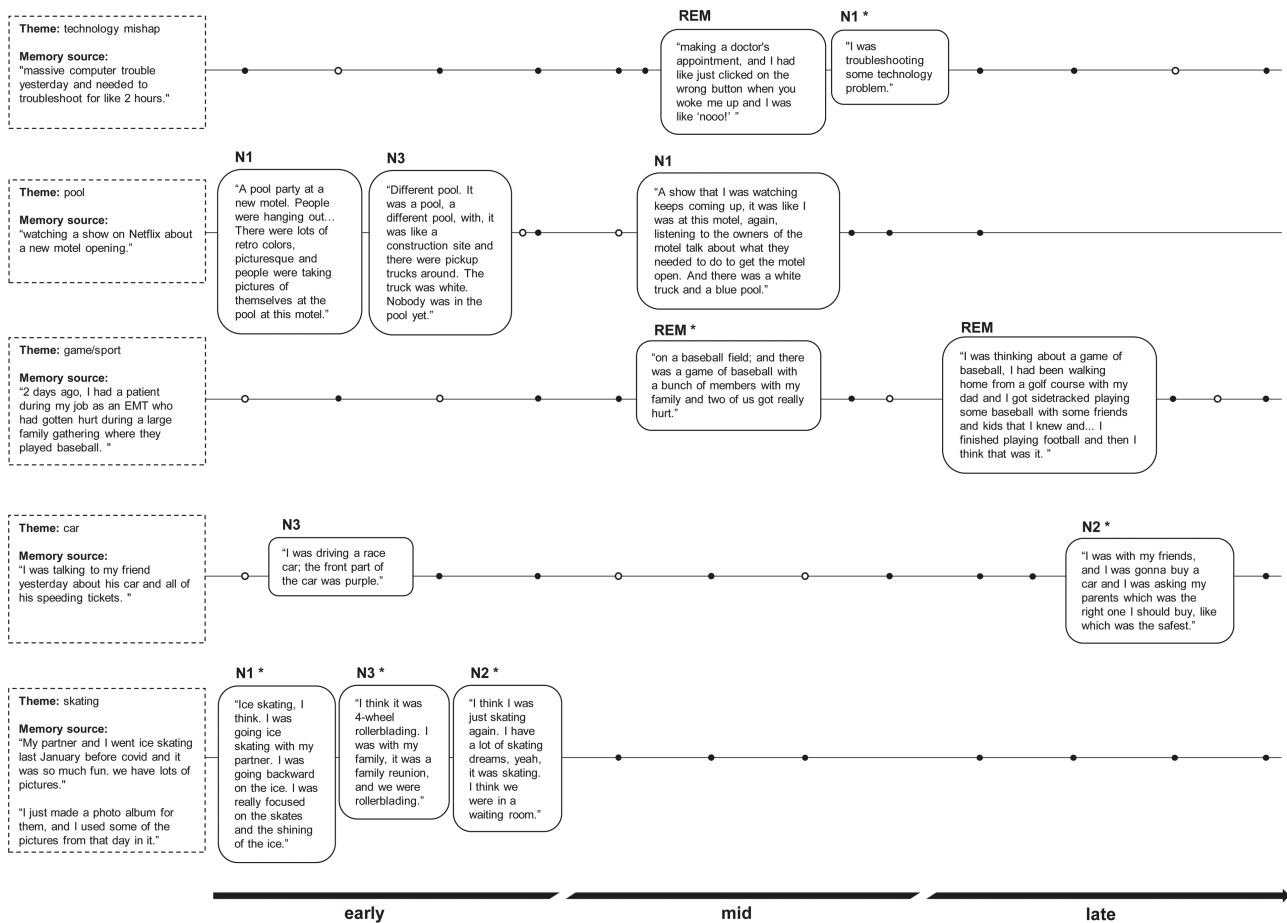 Theme: technology mishap
Memory source:
"massive computer trouble
yesterday and needed to
troubleshoot for like 2 hours."
REM
“making a doctor's
appointment, and I had
like just clicked on the
wrong button when you
woke me up and I was
like ‘nooo!’ ”
N1 *
"I was
troubleshooting
some technology
problem.”
Theme: pool
Memory source:
“watching a show on Netflix about
a new motel opening.”
N1
“A pool party at a
new motel. People
were hanging out…
There were lots of
retro colors,
picturesque and
people were taking
pictures of
themselves at the
pool at this motel.”
N3
“Different pool. It
was a pool, a
different pool, with, it
was like a
construction site and
there were pickup
trucks around. The
truck was white.
Nobody was in the
pool yet.”
N1
“A show that I was watching
keeps coming up, it was like I
was at this motel, again,
listening to the owners of the
motel talk about what they
needed to do to get the motel
open. And there was a white
truck and a blue pool.”
Theme: game/sport
Memory source:
“2 days ago, I had a patient
during my job as an EMT who
had gotten hurt during a large
family gathering where they
played baseball. "
REM *
“on a baseball field; and there
was a game of baseball with
a bunch of members with my
family and two of us got really
hurt.”
REM
“I was thinking about a game of
baseball, I had been walking
home from a golf course with my
dad and I got sidetracked playing
some baseball with some friends
and kids that I knew and... I
finished playing football and then I
think that was it. ”
Theme: car
Memory source:
“I was talking to my friend
yesterday about his car and all of
his speeding tickets. "
N3
“I was driving a race
car; the front part of
the car was purple.”
N2 *
“I was with my friends,
and I was gonna buy a
car and I was asking my
parents which was the
right one I should buy, like
which was the safest.”
Theme: skating
Memory source:
“My partner and I went ice skating
last January before covid and it
was so much fun. we have lots of
pictures."
“I just made a photo album for
them, and I used some of the
pictures from that day in it.”
N1 *
“Ice skating, I
think. I was
going ice
skating with my
partner. I was
going backward
on the ice. I was
really focused
on the skates
and the shining
of the ice.”
N3 *
“I think it was
4-wheel
rollerblading. I
was with my
family, it was a
family reunion,
and we were
rollerblading.”
N2 *
“I think I was
just skating
again. I have
a lot of skating
dreams, yeah,
it was skating.
I think we
were in a
waiting room.”
early
mid
late